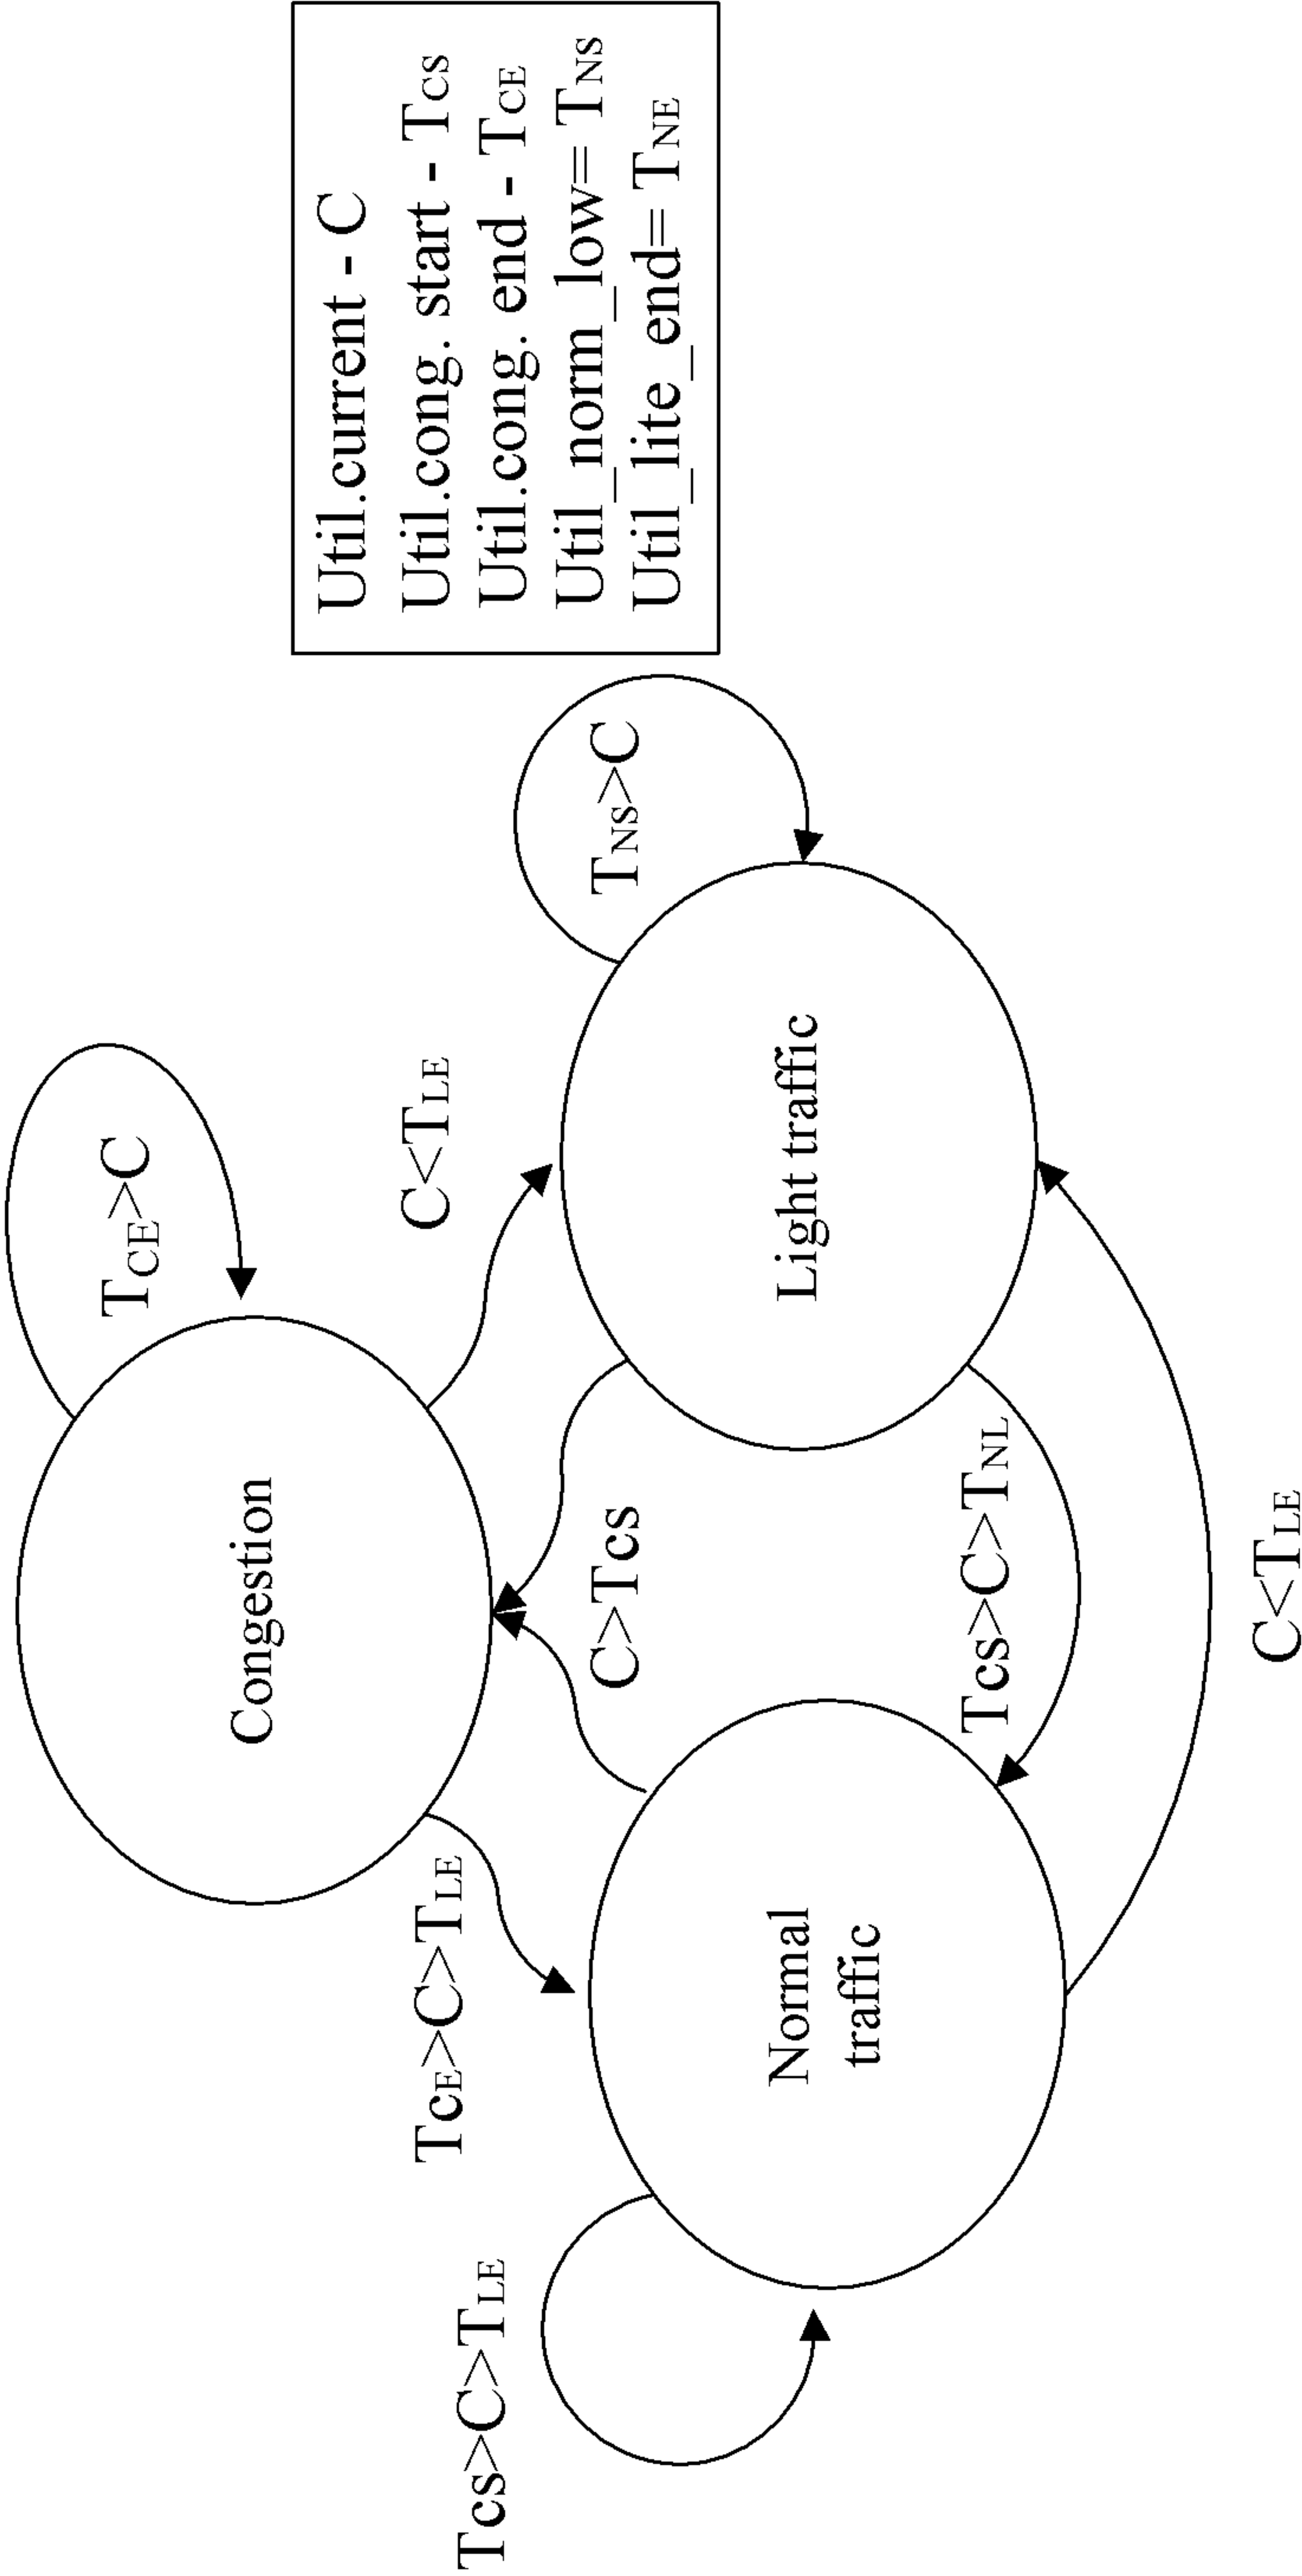 TCE>C
Congestion
C<TLE
TCE>C>TLE
C>Tcs
TNS>C
Tcs>C>TLE
Normal
traffic
Light traffic
Tcs>C>TNL
C<TLE
Util.current - C
Util.cong. start - Tcs
Util.cong. end - TCE
Util_norm_low= TNS
Util_lite_end= TNE